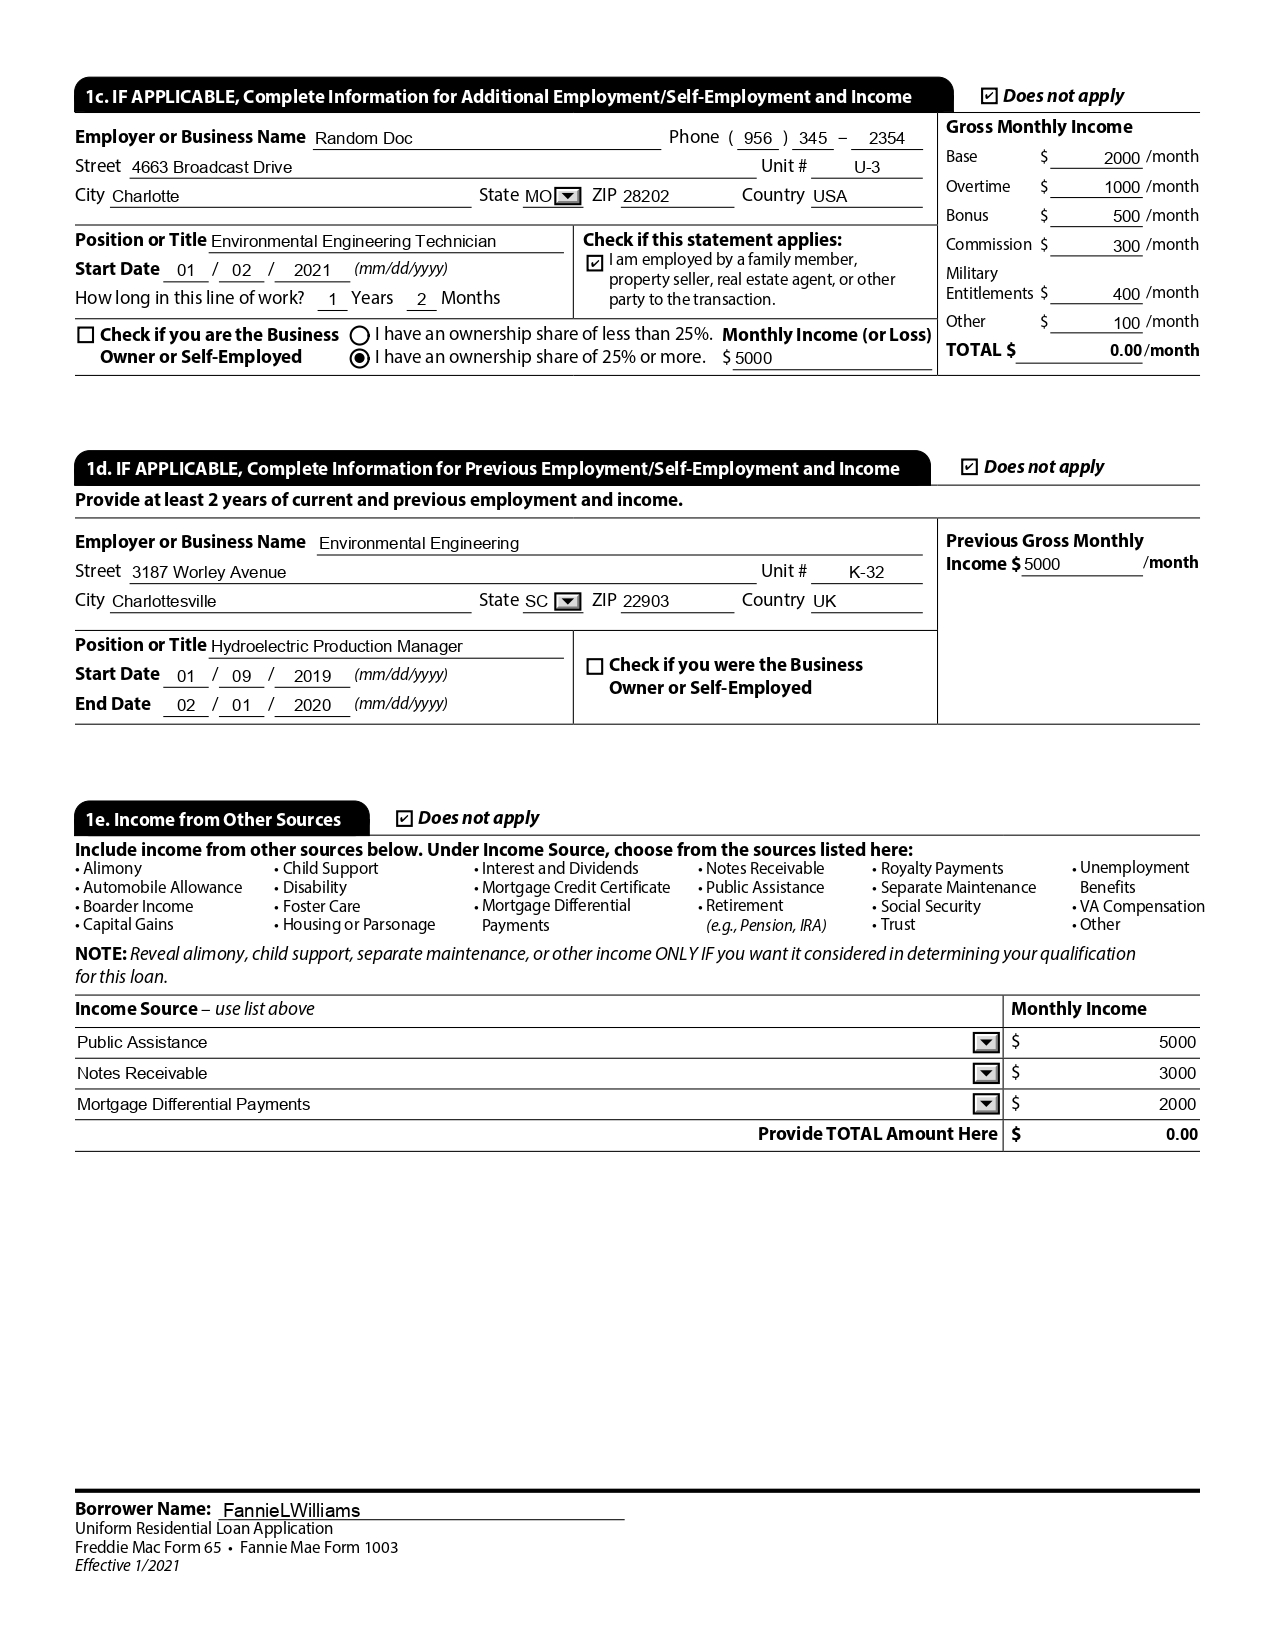 1c. IF APPLICABLE, Complete Information for Additional Employment/Self-Employment and Income Does not apply
Employer or Business Name Random Doc Phone ( 956 ) 345 – 2354
Street 4663 Broadcast Drive Unit # U-3
City Charlotte State MO ZIP 28202 Country USA
Gross Monthly Income
Base $ 2000 /month
Overtime $ 1000 /month
Bonus $ 500 /month
Commission $ 300 /month
Military
Entitlements $ 400 /month
Other $ 100 /month
TOTAL $ 0.00 /month
Position or Title Environmental Engineering Technician
Start Date 01 / 02 / 2021 (mm/dd/yyyy)
How long in this line of work? 1 Years 2 Months
Check if this statement applies:
I am employed by a family member,
property seller, real estate agent, or other
party to the transaction.
Check if you are the Business
Owner or Self-Employed
I have an ownership share of less than 25%.
I have an ownership share of 25% or more.
Monthly Income (or Loss)
$ 5000
1d. IF APPLICABLE, Complete Information for Previous Employment/Self-Employment and Income Does not apply
Provide at least 2 years of current and previous employment and income.
Employer or Business Name Environmental Engineering
Street 3187 Worley Avenue Unit # K-32
City Charlottesville State SC ZIP 22903 Country UK
Previous Gross Monthly
Income $ 5000 /month
Position or Title Hydroelectric Production Manager
Start Date 01 / 09 / 2019 (mm/dd/yyyy)
End Date 02 / 01 / 2020 (mm/dd/yyyy)
Check if you were the Business
Owner or Self-Employed
1e. Income from Other Sources Does not apply
Include income from other sources below. Under Income Source, choose from the sources listed here:
• Alimony
• Automobile Allowance
• Boarder Income
• Capital Gains
• Child Support
• Disability
• Foster Care
• Housing or Parsonage
• Interest and Dividends
• Mortgage Credit Certificate
• Mortgage Differential
Payments
• Notes Receivable
• Public Assistance
• Retirement
(e.g., Pension, IRA)
• Royalty Payments
• Separate Maintenance
• Social Security
• Trust
• Unemployment
Benefits
• VA Compensation
• Other
NOTE: Reveal alimony, child support, separate maintenance, or other income ONLY IF you want it considered in determining your qualification
for this loan.
Income Source – use list above Monthly Income
Public Assistance $ 5000
Notes Receivable $ 3000
Mortgage Differential Payments $ 2000
Provide TOTAL Amount Here $ 0.00
Borrower Name: FannieLWilliams
Uniform Residential Loan Application
Freddie Mac Form 65 • Fannie Mae Form 1003
Effective 1/2021